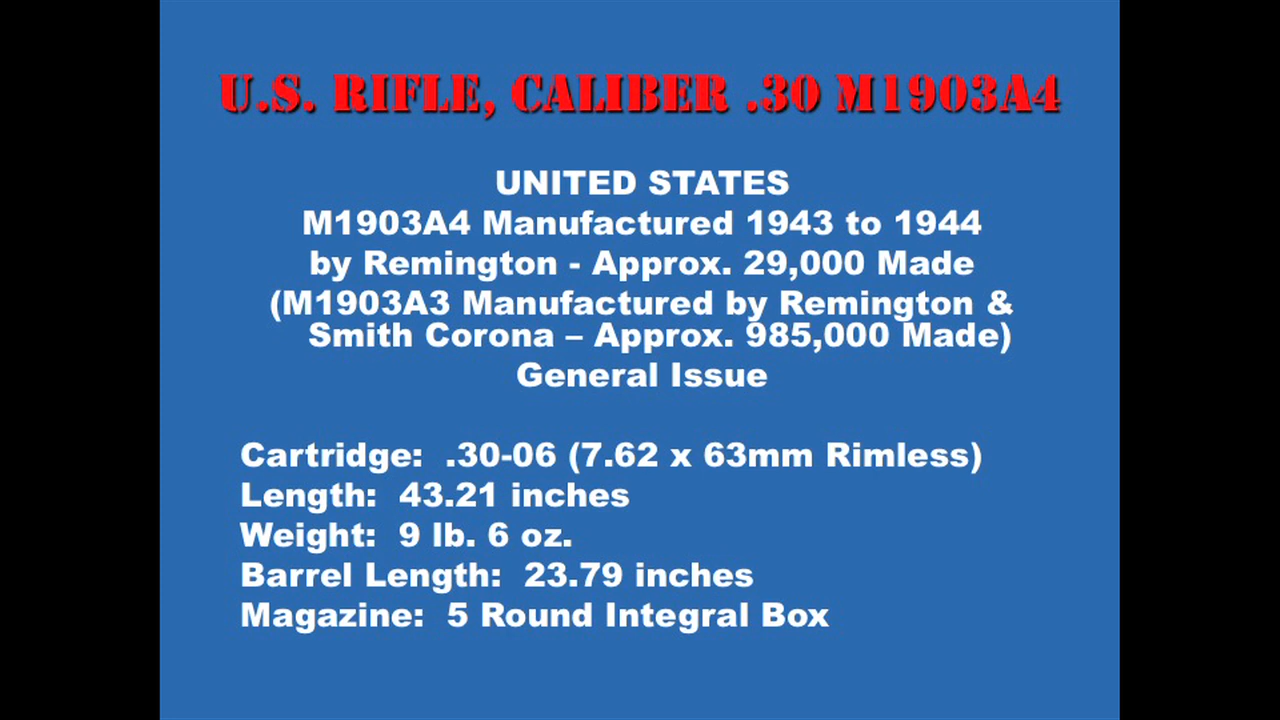 U.S. RIFLE, CALIBER .30 M1903A4
UNITED STATES
M1903A4 Manufactured 1943 to 1944
by Remington - Approx. 29,000 Made
(M1903A3 Manufactured by Remington &
Smith Corona – Approx. 985,000 Made)
General Issue
Cartridge:  .30-06 (7.62 x 63mm Rimless)
Length:  43.21 inches
Weight:  9 lb. 6 oz.
Barrel Length:  23.79 inches
Magazine:  5 Round Integral Box